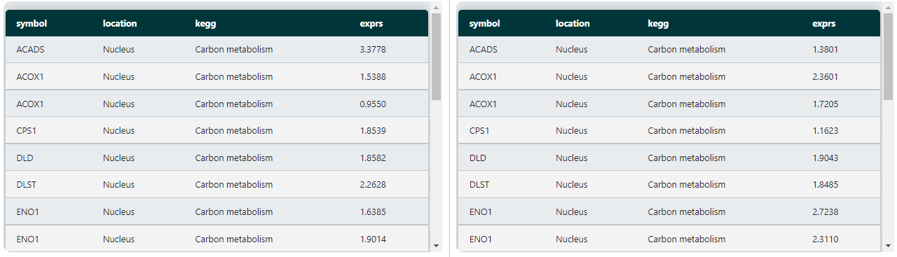 symbol location kegg exprs
ACADS Nucleus Carbon metabolism 3.3778
ACOX1 Nucleus Carbon metabolism 1.5388
ACOX1 Nucleus Carbon metabolism 0.9550
CPS1 Nucleus Carbon metabolism 1.8539
DLD Nucleus Carbon metabolism 1.8582
DLST Nucleus Carbon metabolism 2.2628
ENO1 Nucleus Carbon metabolism 1.6385
ENO1 Nucleus Carbon metabolism 1.9014
symbol location kegg exprs
ACADS Nucleus Carbon metabolism 1.3801
ACOX1 Nucleus Carbon metabolism 2.3601
ACOX1 Nucleus Carbon metabolism 1.7205
CPS1 Nucleus Carbon metabolism 1.1623
DLD Nucleus Carbon metabolism 1.9043
DLST Nucleus Carbon metabolism 1.8485
ENO1 Nucleus Carbon metabolism 2.7238
ENO1 Nucleus Carbon metabolism 2.3110